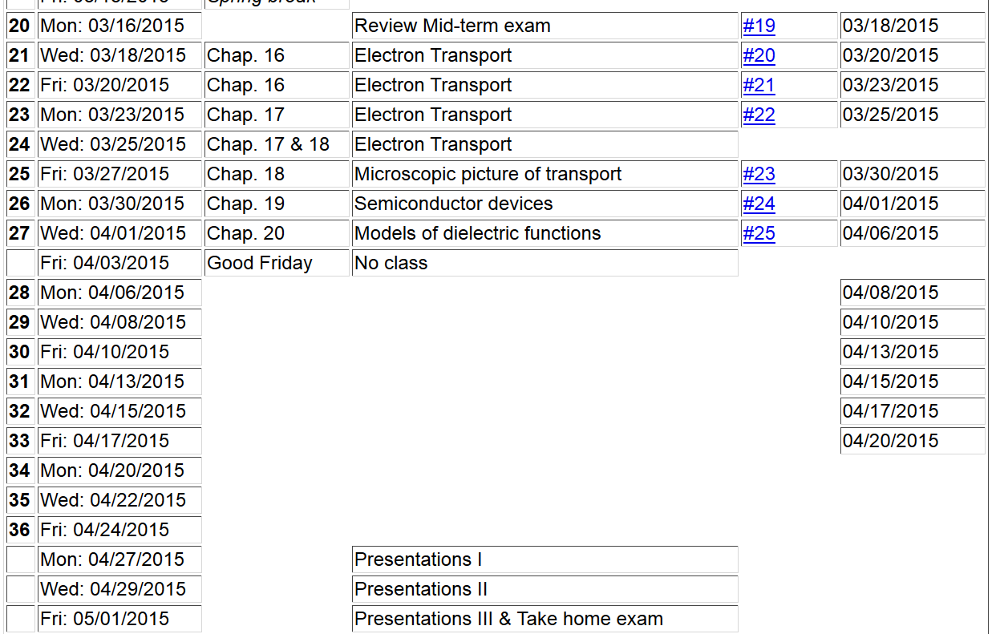 Spring break
20 Mon: 03/16/2015 Review Mid-term exam #19 03/18/2015
21 Wed: 03/18/2015 Chap. 16 Electron Transport #20 03/20/2015
22 Fri: 03/20/2015 Chap. 16 Electron Transport #21 03/23/2015
23 Mon: 03/23/2015 Chap. 17 Electron Transport #22 03/25/2015
24 Wed: 03/25/2015 Chap. 17 & 18 Electron Transport
25 Fri: 03/27/2015 Chap. 18 Microscopic picture of transport #23 03/30/2015
26 Mon: 03/30/2015 Chap. 19 Semiconductor devices #24 04/01/2015
27 Wed: 04/01/2015 Chap. 20 Models of dielectric functions #25 04/06/2015
Fri: 04/03/2015 Good Friday No class
28 Mon: 04/06/2015 04/08/2015
29 Wed: 04/08/2015 04/10/2015
30 Fri: 04/10/2015 04/13/2015
31 Mon: 04/13/2015 04/15/2015
32 Wed: 04/15/2015 04/17/2015
33 Fri: 04/17/2015 04/20/2015
34 Mon: 04/20/2015
35 Wed: 04/22/2015
36 Fri: 04/24/2015
Mon: 04/27/2015 Presentations I
Wed: 04/29/2015 Presentations II
Fri: 05/01/2015 Presentations III & Take home exam